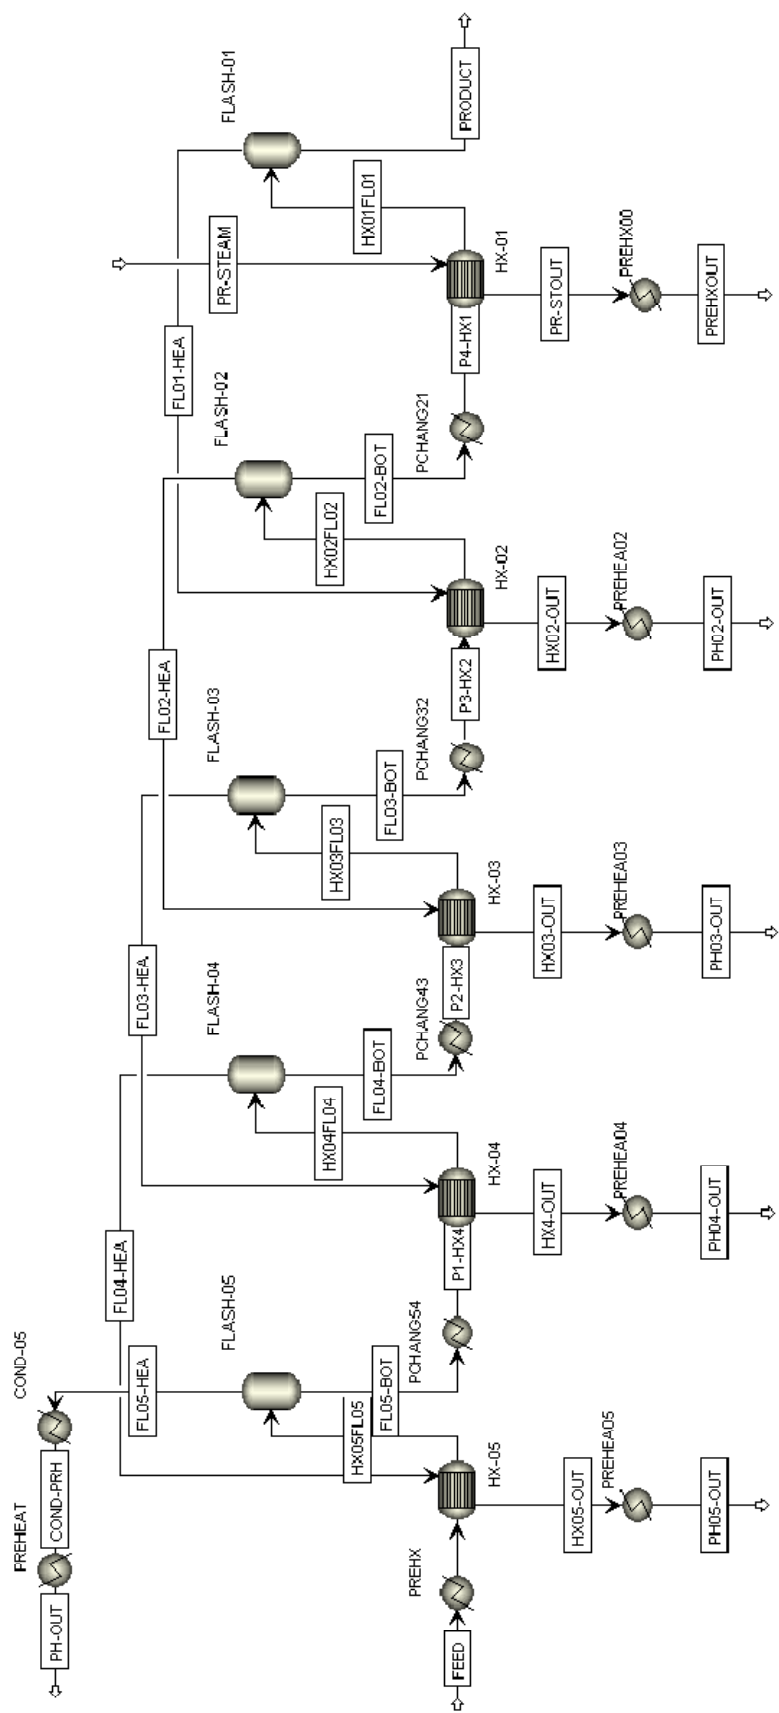 PREHEAT
COND-05
PH-OUT
COND-PRH
FL05-HEA
FL04-HEA
FL03-HEA
FL02-HEA
FL01-HEA
FLASH-05
FLASH-04
FLASH-03
FLASH-02
FLASH-01
PR-STEAM
HX05FL05
HX04FL04
HX03FL03
HX02FL02
HX01FL01
FL05-BOT
FL04-BOT
FL03-BOT
FL02-BOT
PREHX
PCHANG54
PCHANG43
PCHANG32
PCHANG21
FEED
P1-HX4
P2-HX3
P3-HX2
P4-HX1
PRODUCT
HX-05
HX-04
HX-03
HX-02
HX-01
HX05-OUT
HX4-OUT
HX03-OUT
HX02-OUT
PR-STOUT
PREHEA05
PREHEA04
PREHEA03
PREHEA02
PREHX00
PH05-OUT
PH04-OUT
PH03-OUT
PH02-OUT
PREHXOUT